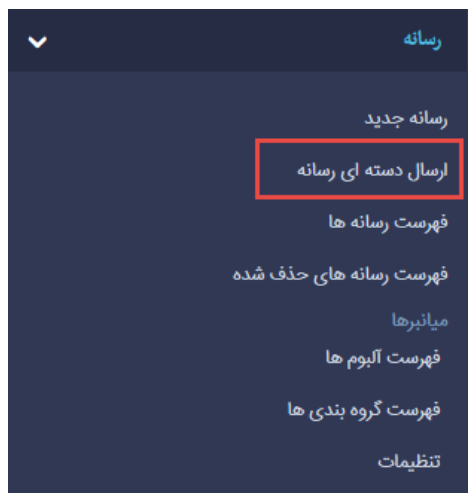 رسانه
رسانه جدید
ارسال دسته ای رسانه
فهرست رسانه ها
فهرست رسانه های حذف شده
میانبرها
فهرست آلبوم ها
فهرست گروه بندی ها
تنظیمات